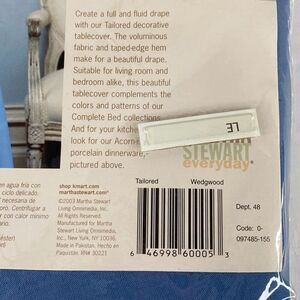 Create a full and fluid drape
with our Tailored decorative
tablecover. The voluminous
fabric and taped-edge hem
make for a beautiful drape.
Suitable for living room and
bedroom alike, this beautiful
tablecover complements the
colors and patterns of our
Complete Bed collections.
And for your kitchen
look for our Acorn-
porcelain dinnerware,
pictured above.
LE
STEWART
everyday
en agua fría con
ciclo delicado.
Centrifugar a
con calor mínimo
shop kmart.com
marthastewart.com
©2003 Martha Stewart
Living Omnimedia, Inc.
All Rights Reserved.
Manufactured for Martha
Stewart Living Omnimedia,
Inc. New York, NY 10036
Made in Pakistan. Hecho en
Paquistán. RN# 30221
Tailored
Wedgwood
6 46998 60005 3
Dept. 48
Code: 0-
097485-155